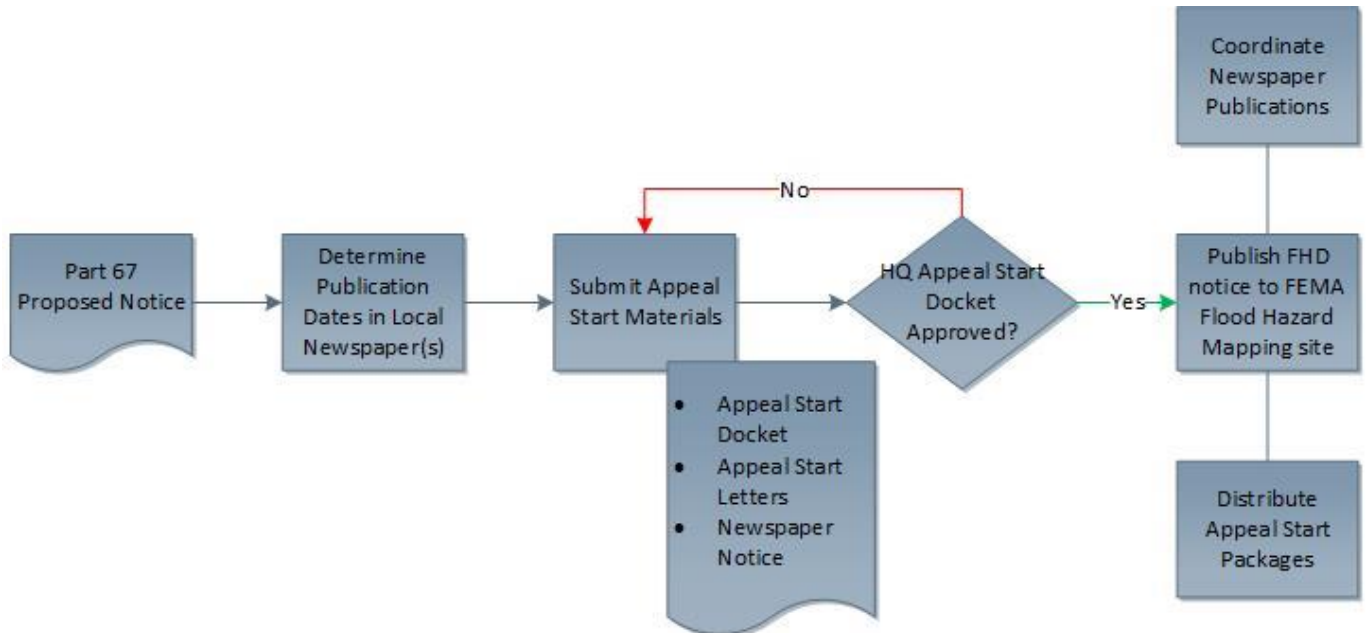 Part 67
Proposed Notice
Determine
Publication
Dates in Local
Newspaper(s)
Submit Appeal
Start Materials
• Appeal Start
Docket
• Appeal Start
Letters
• Newspaper
Notice
No
HQ Appeal Start
Docket
Approved?
Yes
Coordinate
Newspaper
Publications
Publish FHD
notice to FEMA
Flood Hazard
Mapping site
Distribute
Appeal Start
Packages